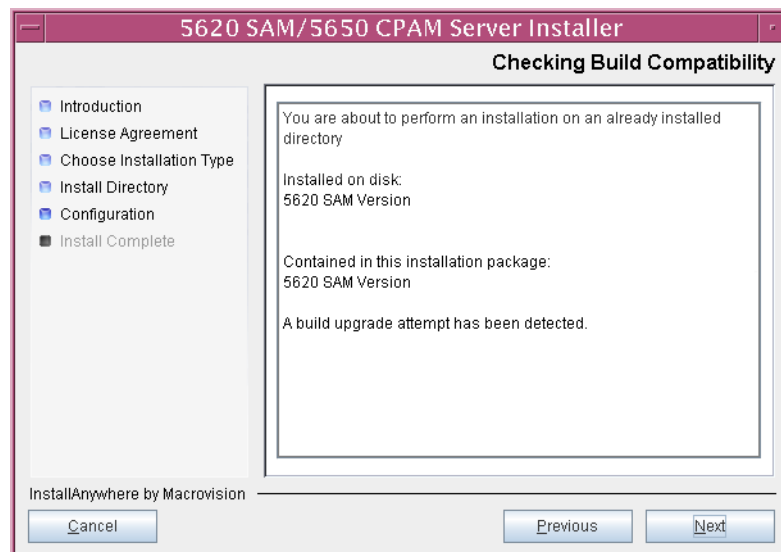 5620 SAM/5650 CPAM Server Installer
Checking Build Compatibility
Introduction
License Agreement
Choose Installation Type
Install Directory
Configuration
Install Complete
You are about to perform an installation on an already installed
directory
Installed on disk:
5620 SAM Version
Contained in this installation package:
5620 SAM Version
A build upgrade attempt has been detected.
InstallAnywhere by Macrovision
Cancel
Previous
Next